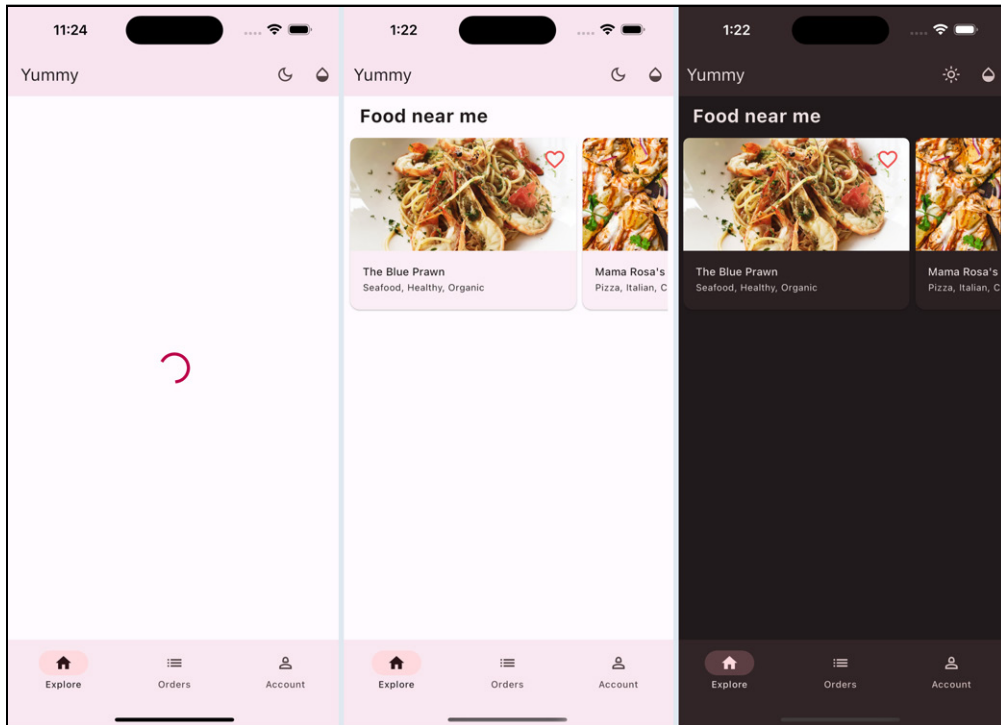 11:24
Yummy
Explore
Orders
Account
1:22
Yummy
Food near me
The Blue Prawn
Seafood, Healthy, Organic
Mama Rosa's
Pizza, Italian, C
Explore
Orders
Account
1:22
Yummy
Food near me
The Blue Prawn
Seafood, Healthy, Organic
Mama Rosa's
Pizza, Italian, C
Explore
Orders
Account